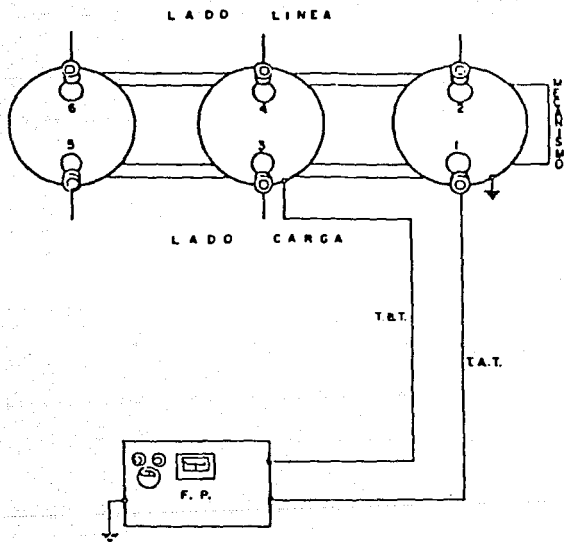 LADO LINEA
6 4 2
5 3 1
MECANISMO
LADO CARGA
T.B.T.
T.A.T.
F. P.